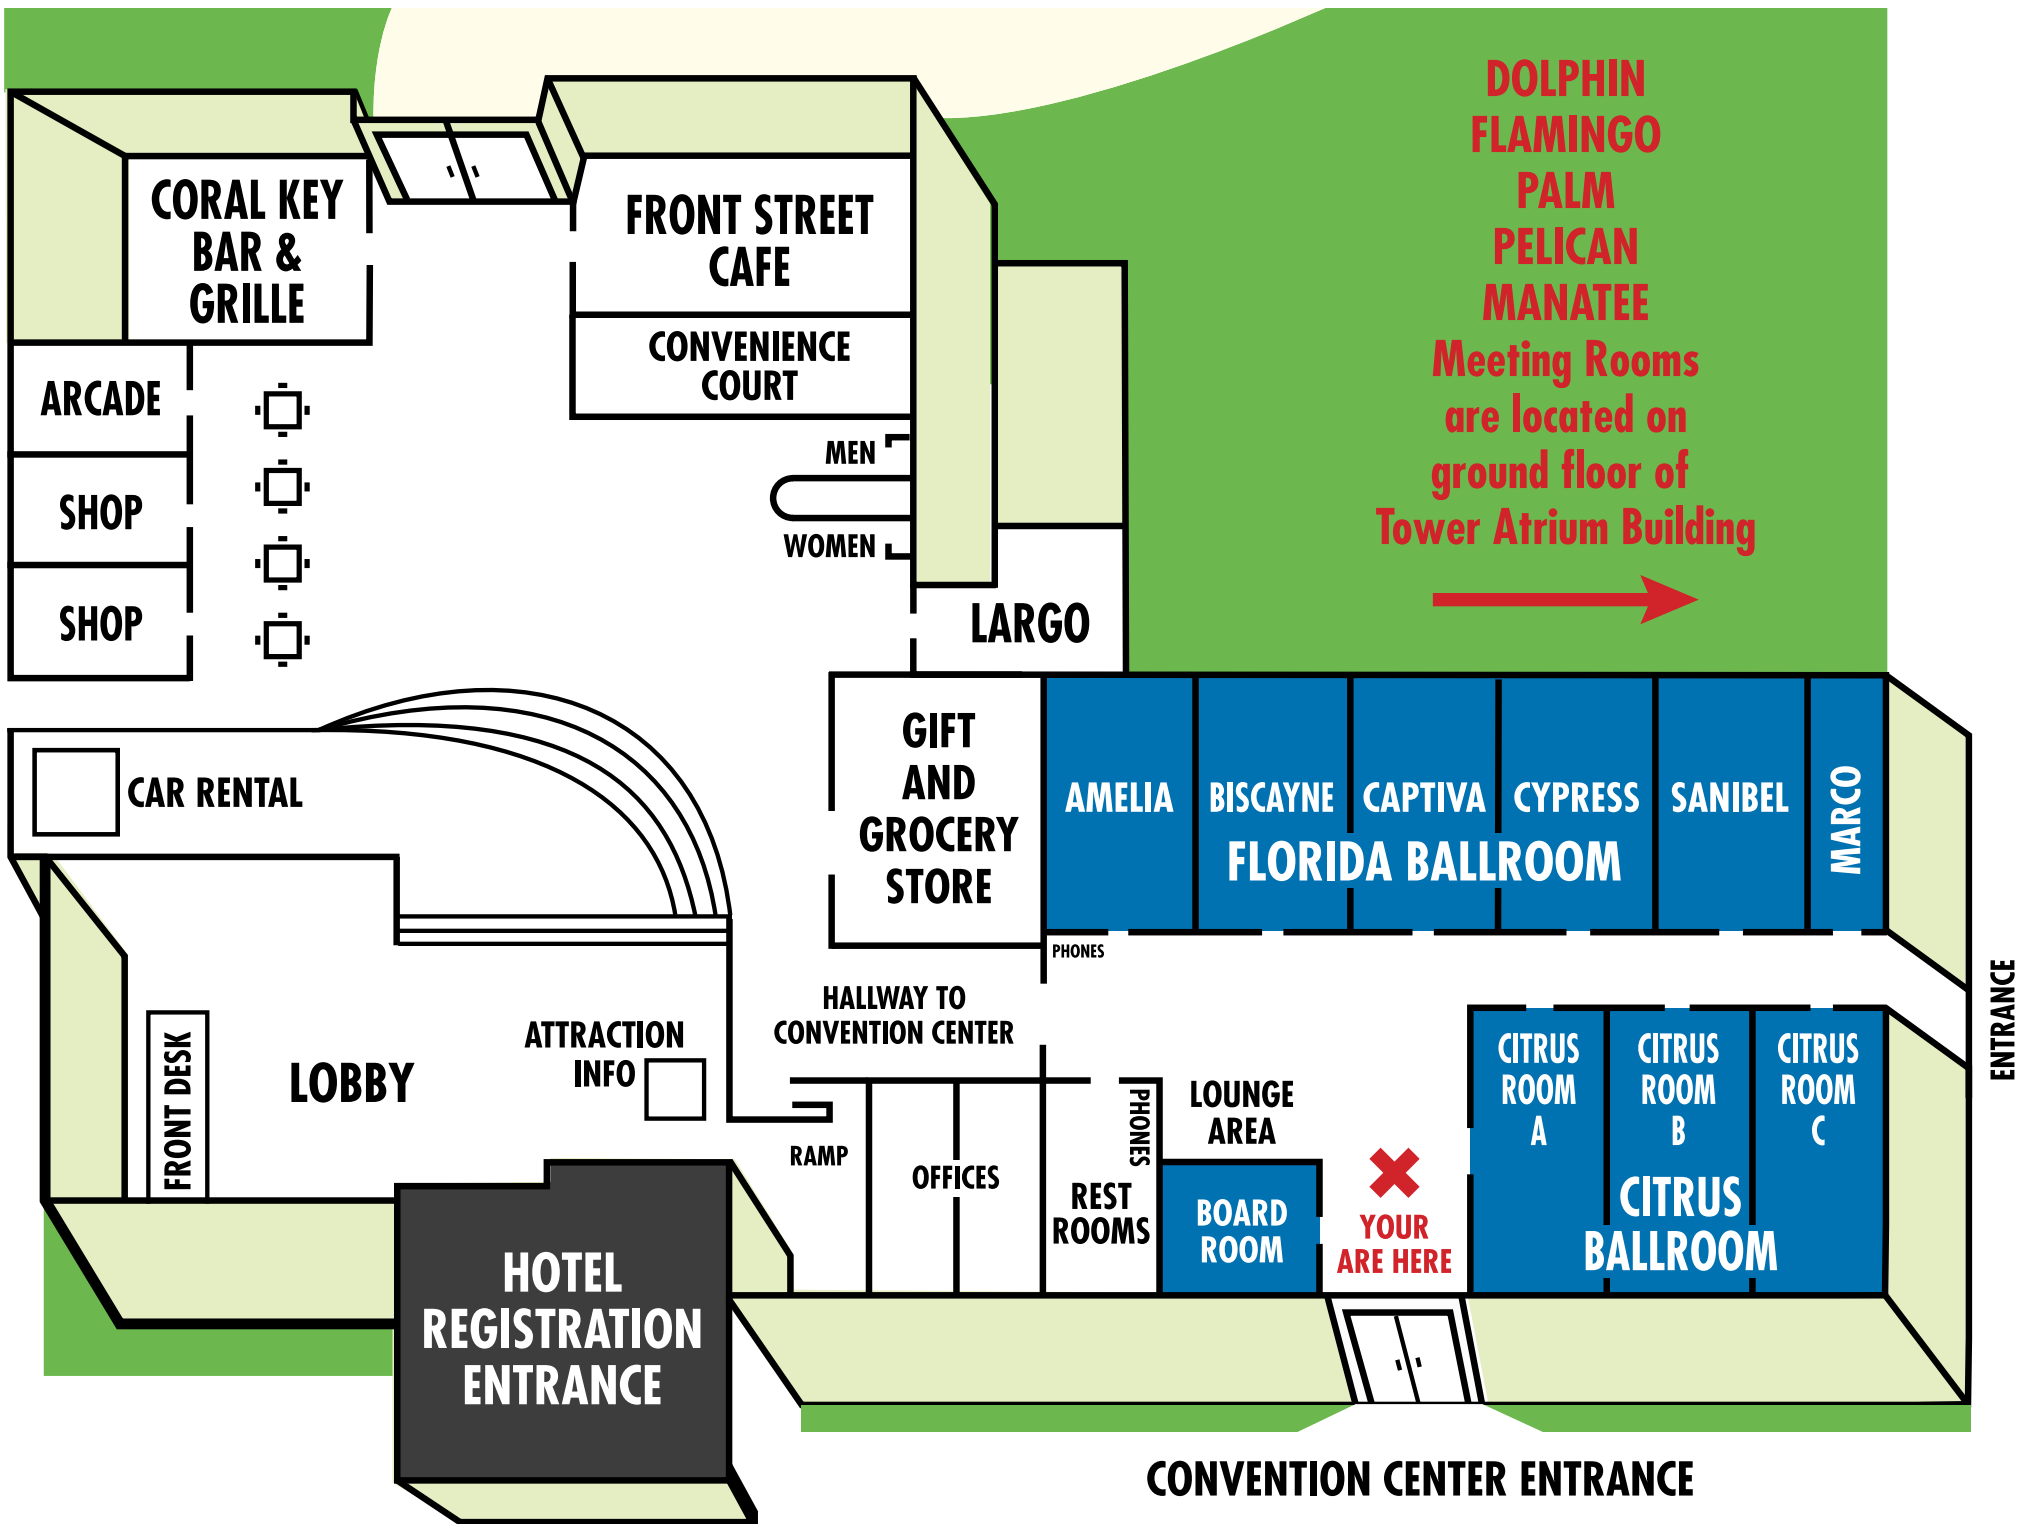 DOLPHIN
FLAMINGO
PALM
PELICAN
MANATEE
Meeting Rooms
are located on
ground floor of
Tower Atrium Building
CORAL KEY
BAR &
GRILLE
FRONT STREET
CAFE
CONVENIENCE
COURT
ARCADE
MEN
SHOP
WOMEN
SHOP
LARGO
GIFT
AND
GROCERY
STORE
CAR RENTAL
AMELIA
BISCAYNE
CAPTIVA
CYPRESS
SANIBEL
MARCO
FLORIDA BALLROOM
PHONES
HALLWAY TO
CONVENTION CENTER
ENTRANCE
ATTRACTION
INFO
LOBBY
FRONT DESK
RAMP
OFFICES
PHONES
REST
ROOMS
LOUNGE
AREA
BOARD
ROOM
YOUR
ARE HERE
CITRUS
ROOM
A
CITRUS
ROOM
B
CITRUS
ROOM
C
CITRUS
BALLROOM
HOTEL
REGISTRATION
ENTRANCE
CONVENTION CENTER ENTRANCE